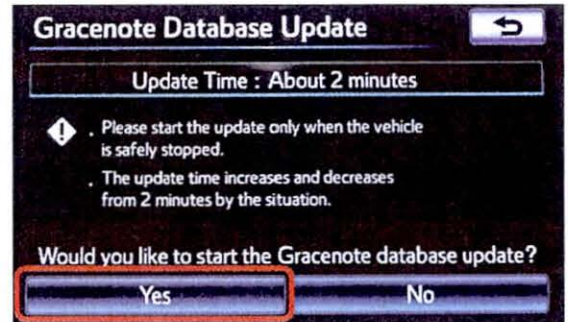 Gracenote Database Update
Update Time : About 2 minutes
. Please start the update only when the vehicle
is safely stopped.
. The update time increases and decreases
from 2 minutes by the situation.
Would you like to start the Gracenote database update?
Yes No